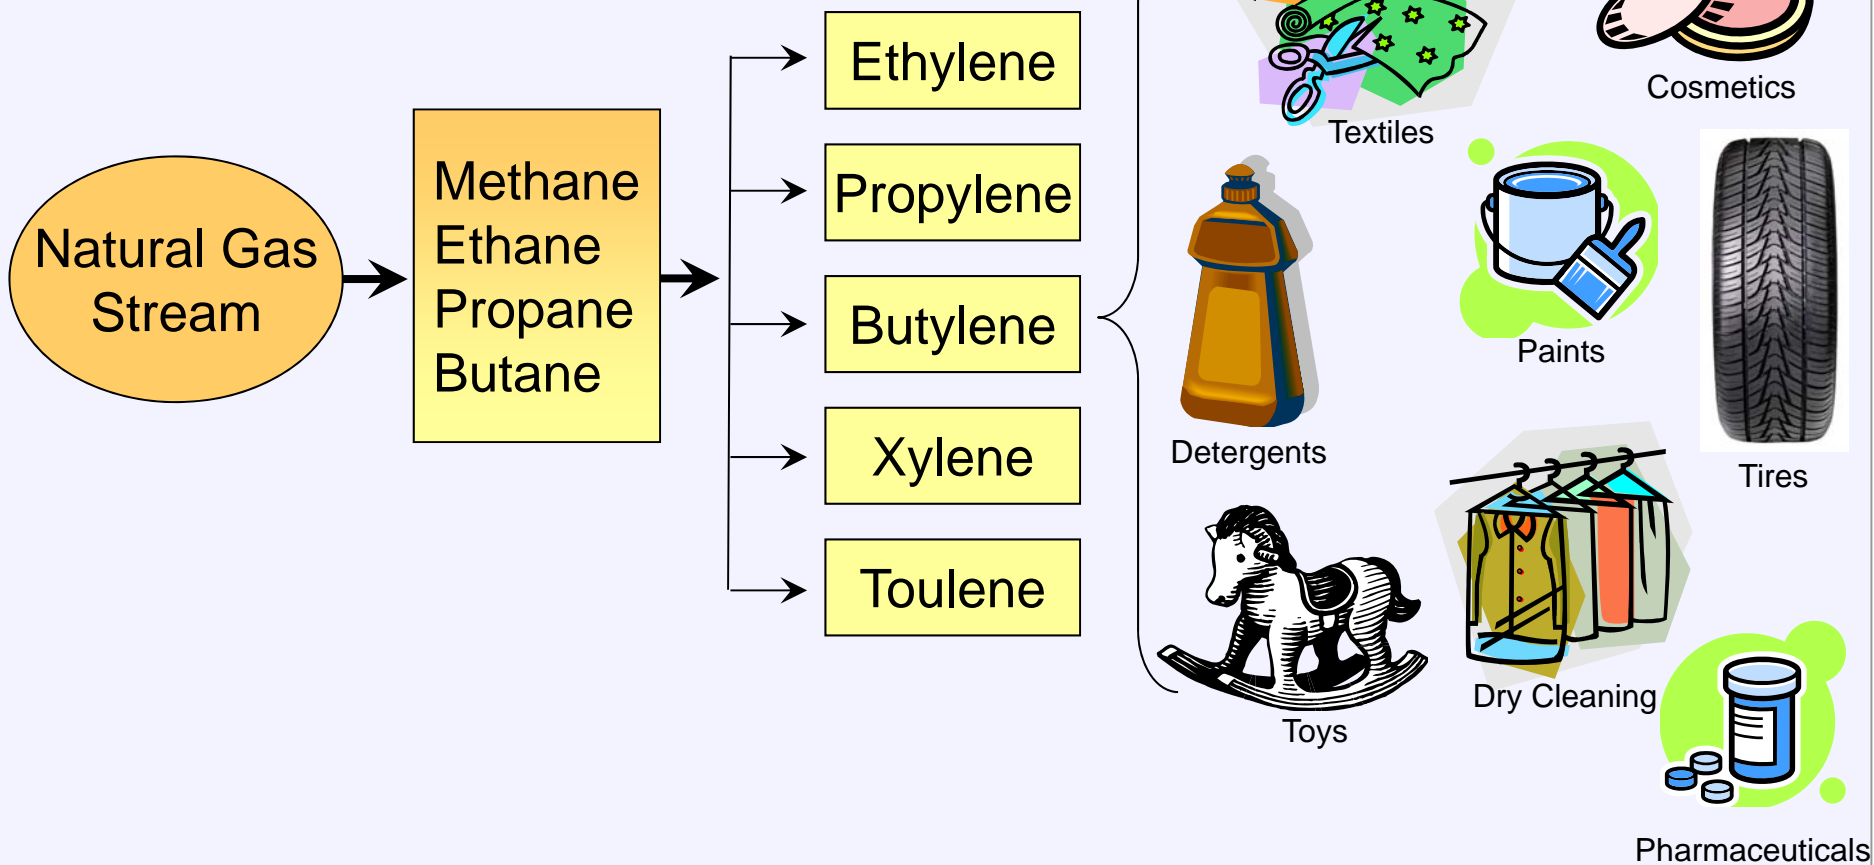 Natural Gas
Stream
Methane
Ethane
Propane
Butane
Ethylene
Propylene
Butylene
Xylene
Toulene
Textiles
Cosmetics
Detergents
Paints
Tires
Toys
Dry Cleaning
Pharmaceuticals